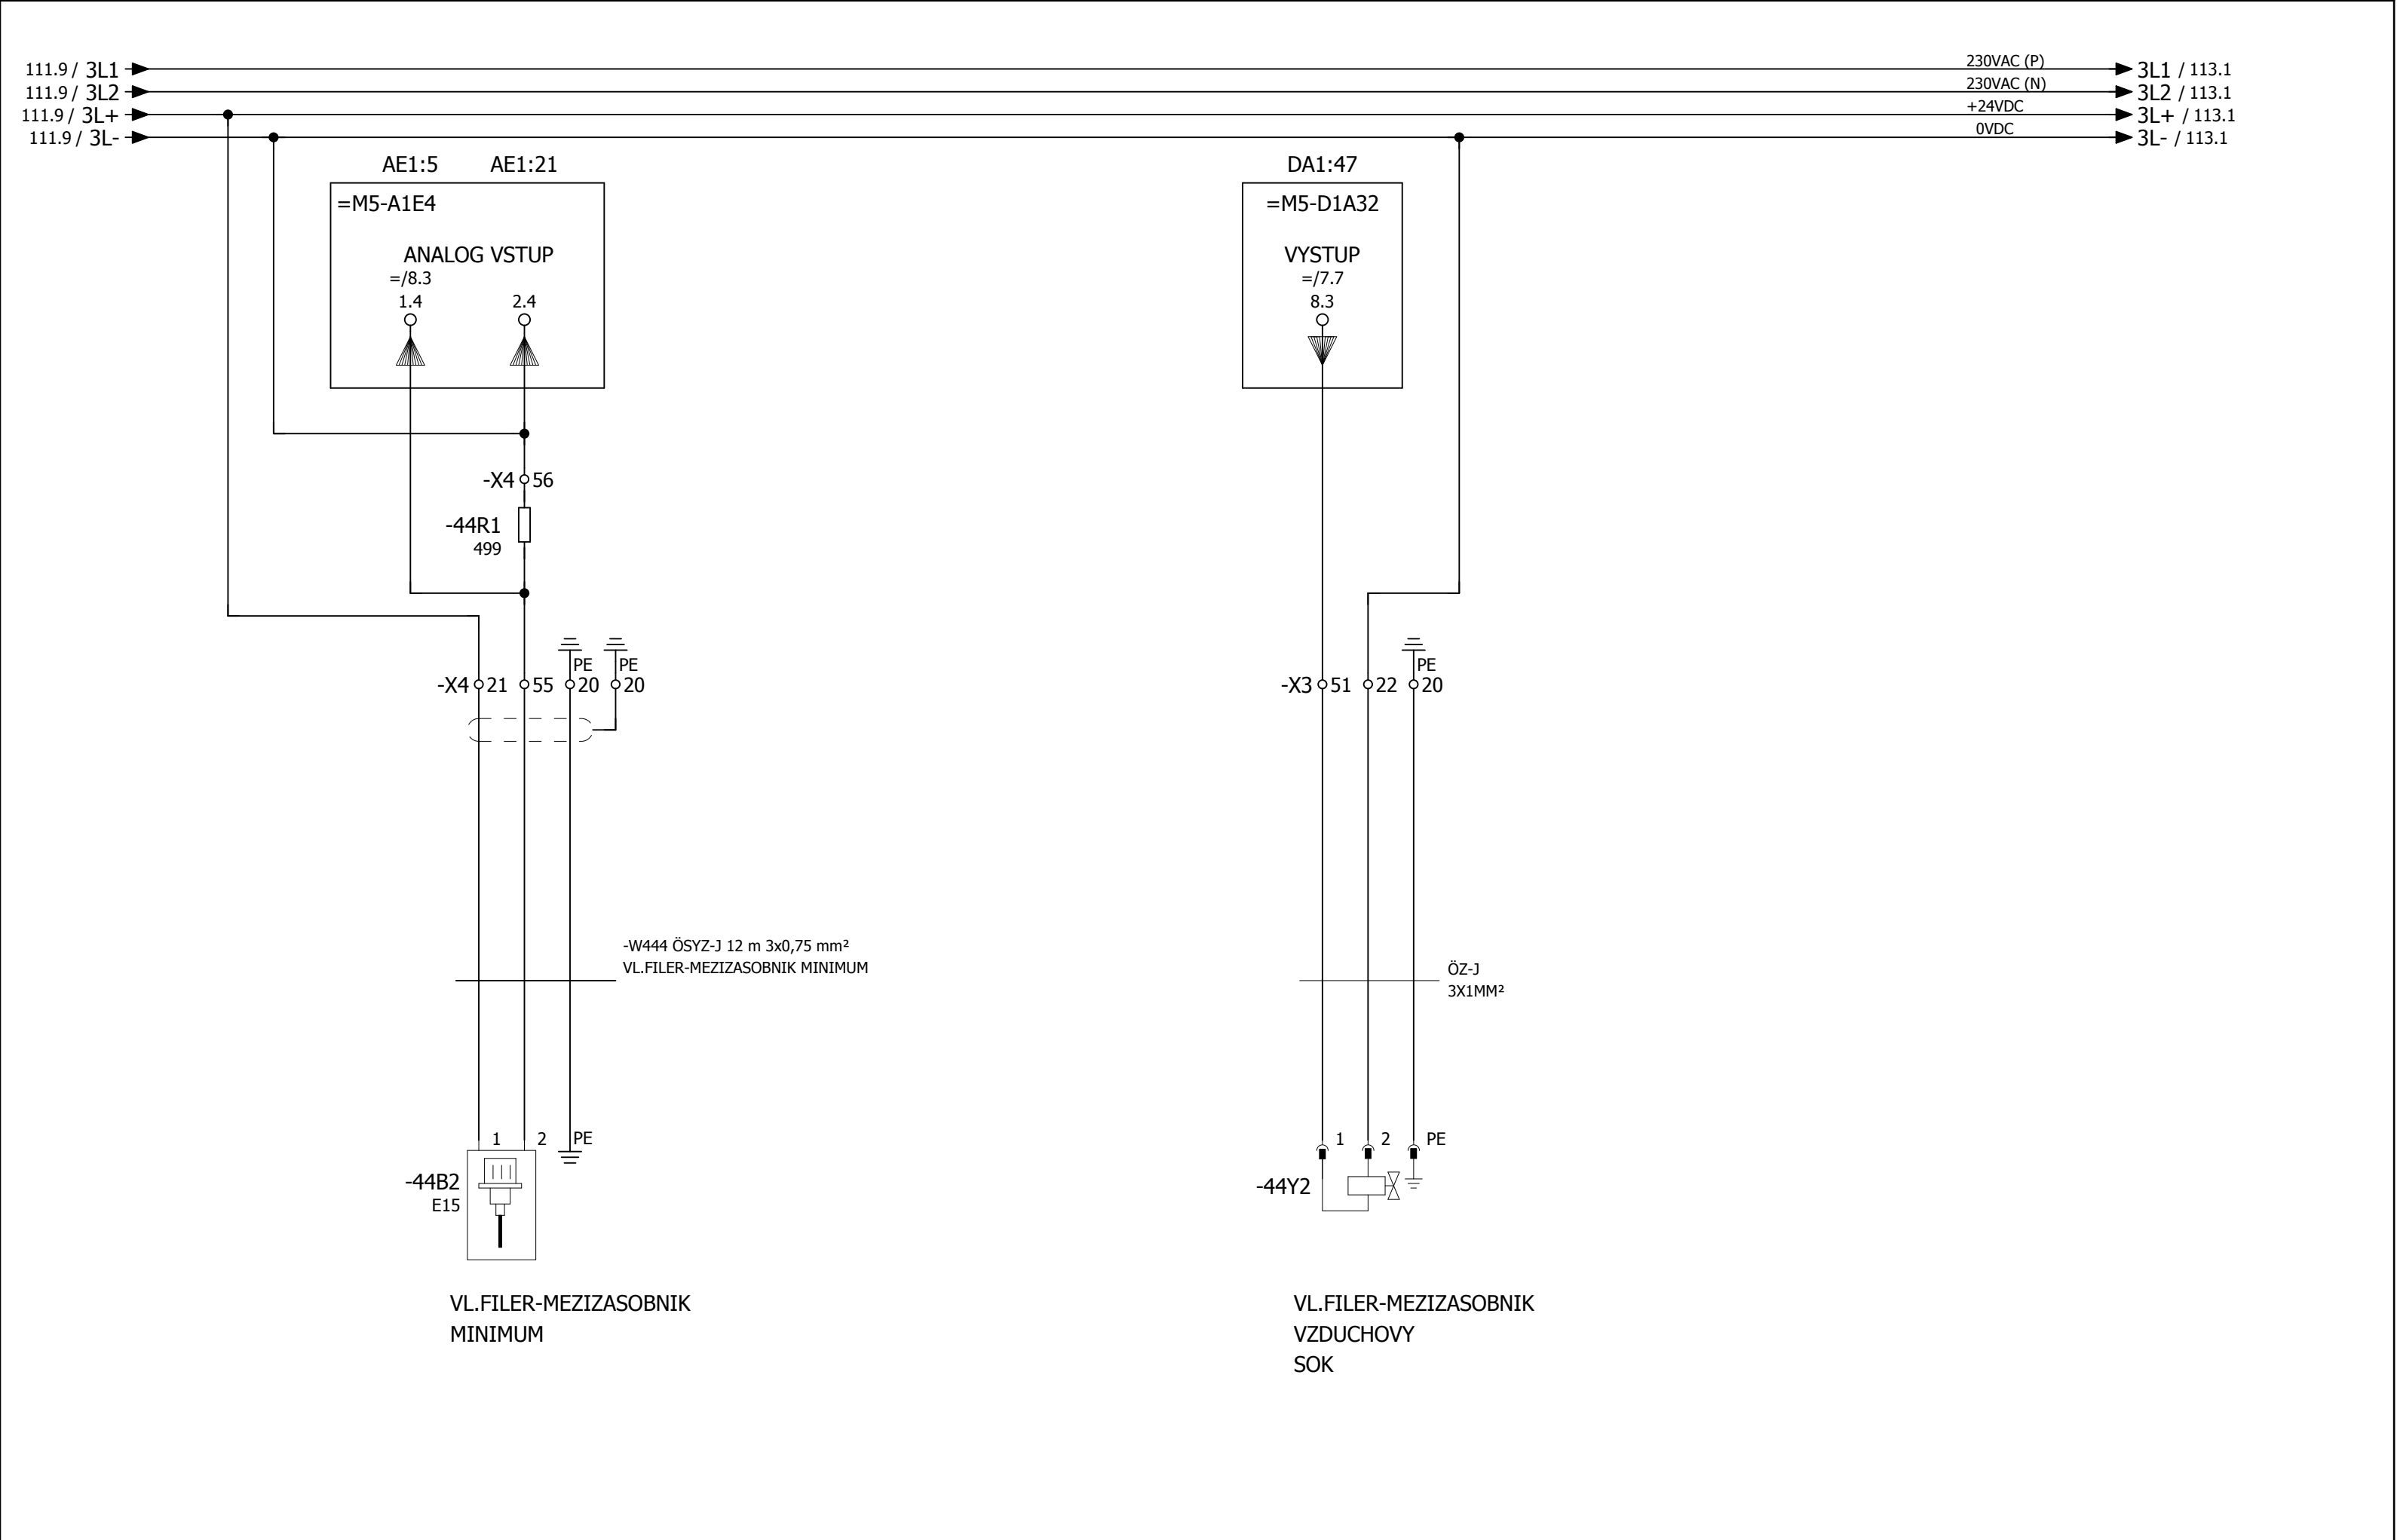 111.9 / 3L1
230VAC (P)
3L1 / 113.1
111.9 / 3L2
230VAC (N)
3L2 / 113.1
111.9 / 3L+
+24VDC
3L+ / 113.1
111.9 / 3L-
0VDC
3L- / 113.1
AE1:5 AE1:21
=M5-A1E4
ANALOG VSTUP
=/8.3
1.4 2.4
DA1:47
=M5-D1A32
VYSTUP
=/7.7
8.3
-X4 56
-44R1
499
PE PE
-X4 21 55 20 20
PE
-X3 51 22 20
-W444 ÖSYZ-J 12 m 3x0,75 mm²
VL.FILER-MEZIZASOBNIK MINIMUM
ÖZ-J
3X1MM²
1 2 PE
-44B2
E15
1 2 PE
-44Y2
VL.FILER-MEZIZASOBNIK
MINIMUM
VL.FILER-MEZIZASOBNIK
VZDUCHOVY
SOK